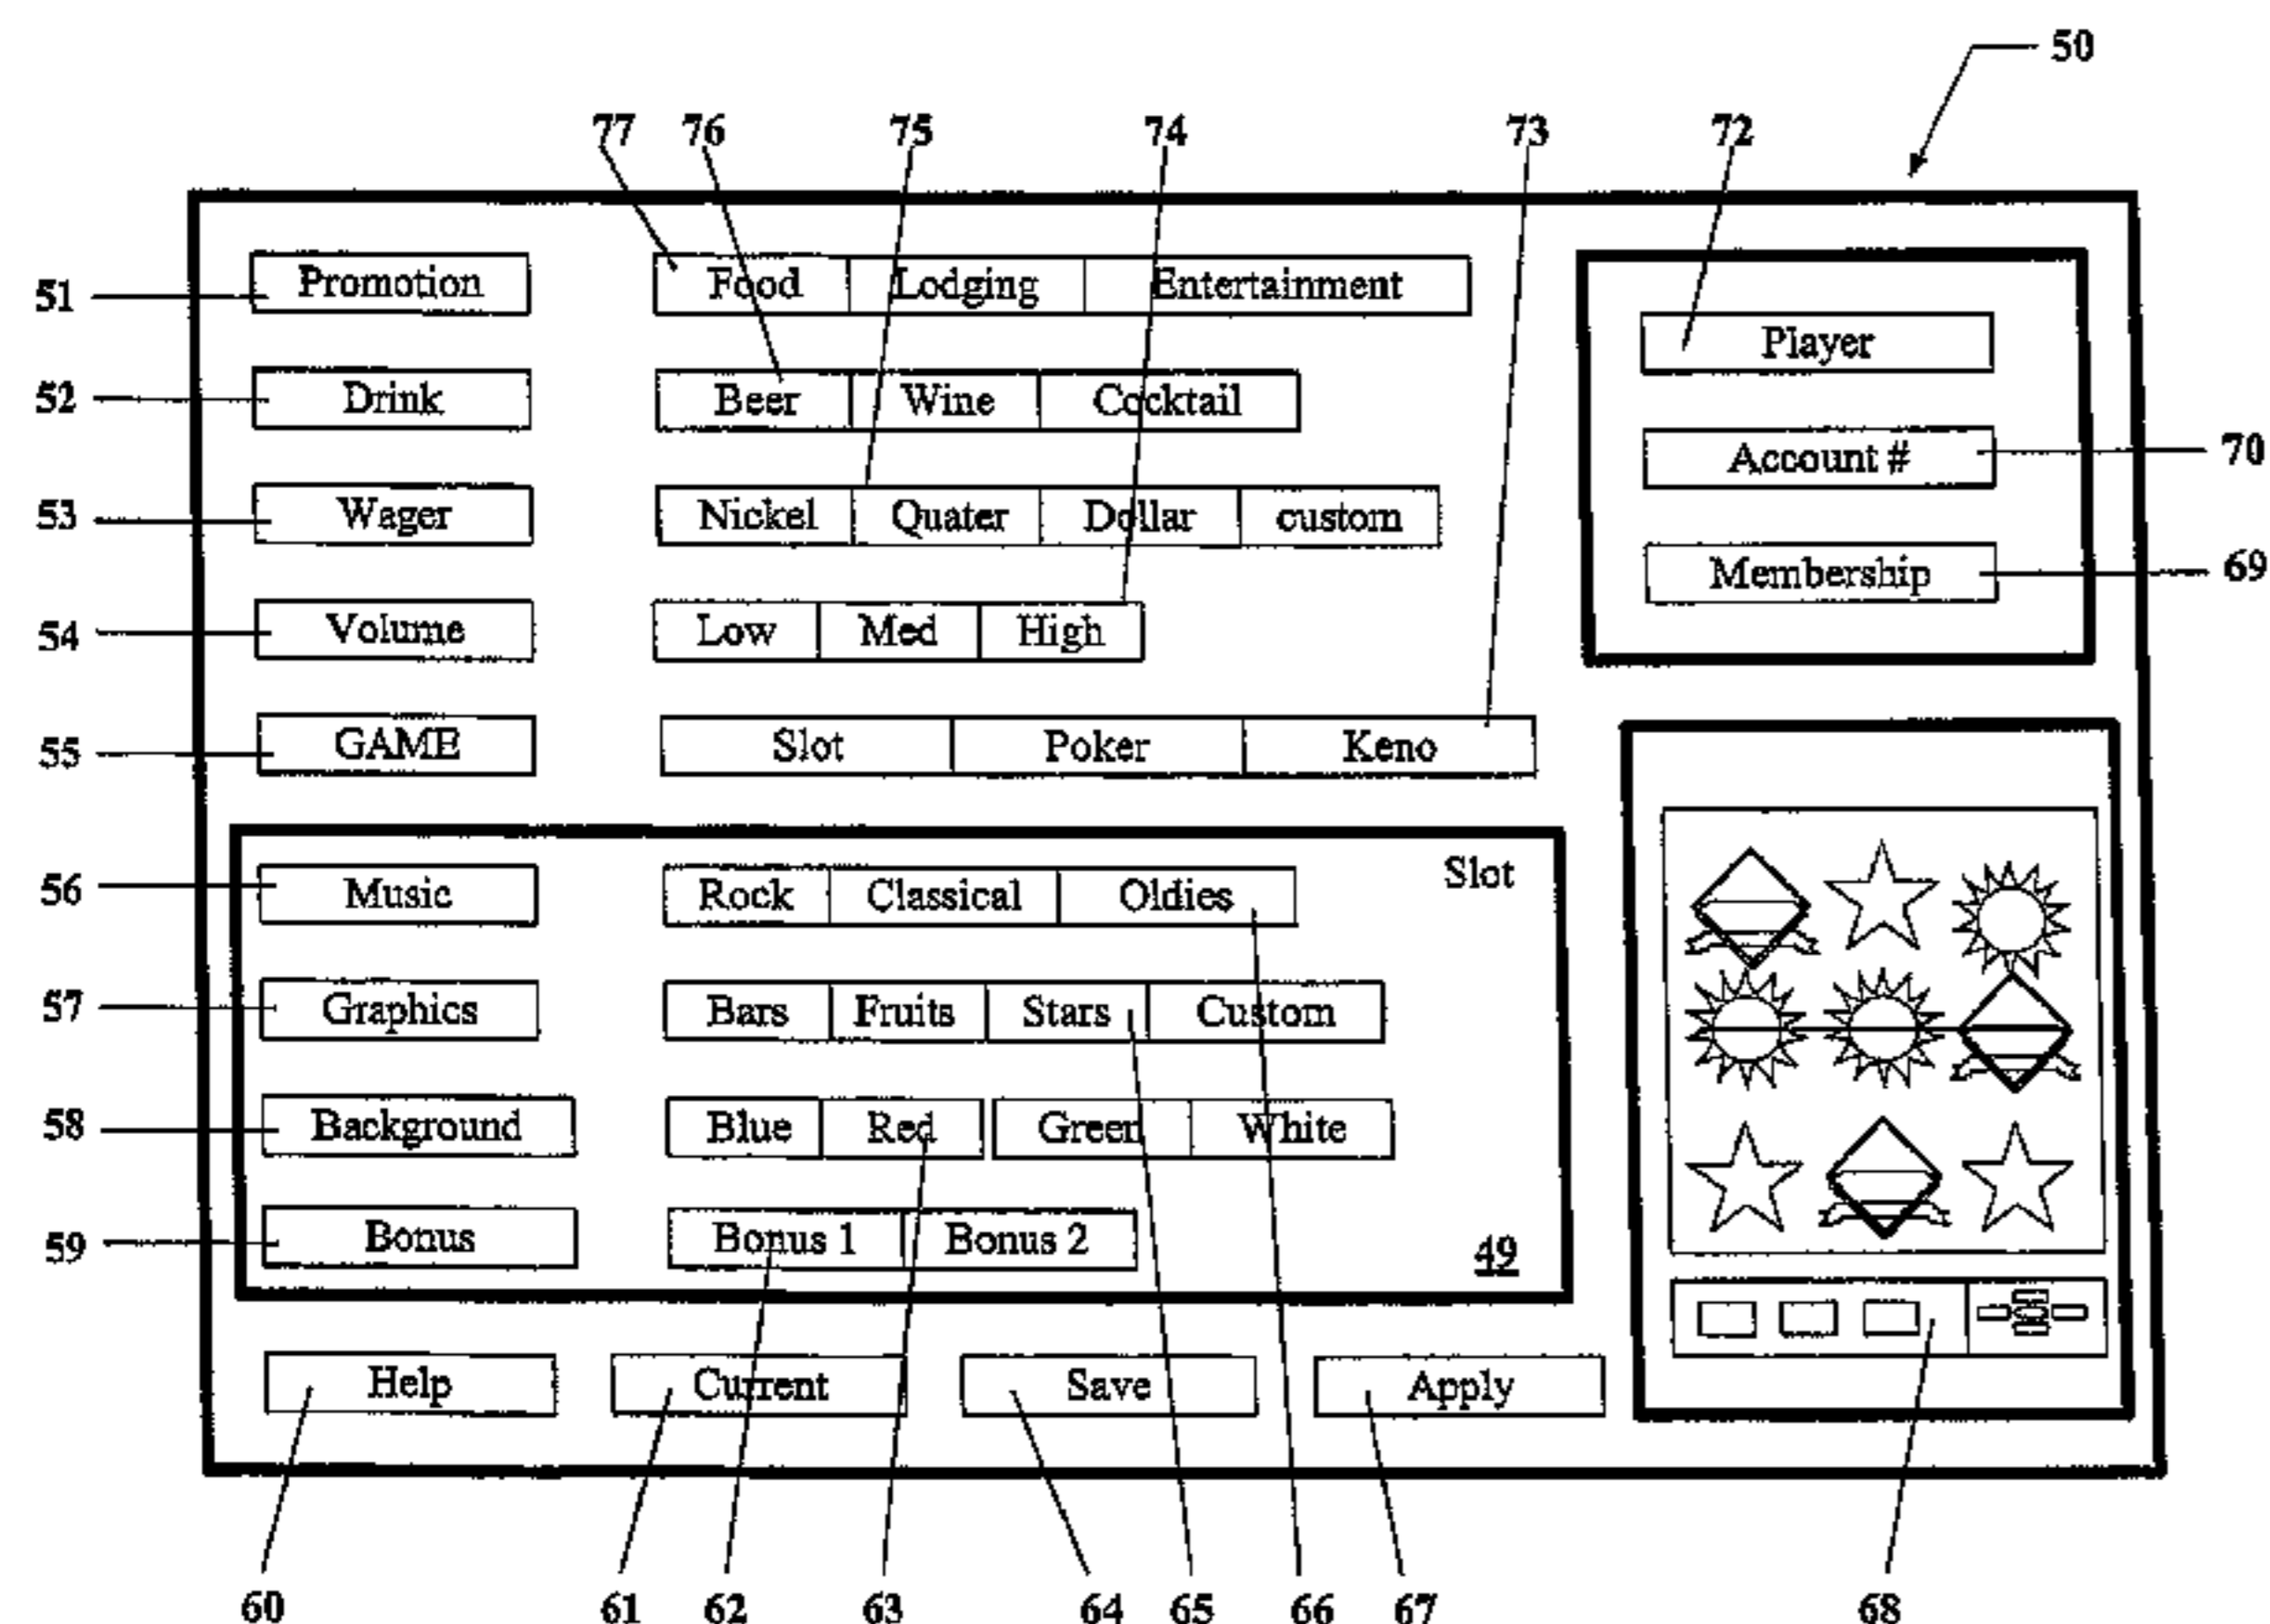 50
77 76 75 74 73 72
51 Promotion Food Lodging Entertainment
Player
52 Drink Beer Wine Cocktail
Account # 70
53 Wager Nickel Quater Dollar custom
Membership 69
54 Volume Low Med High
55 GAME Slot Poker Keno
Slot
56 Music Rock Classical Oldies
57 Graphics Bars Fruits Stars Custom
58 Background Blue Red Green White
59 Bonus Bonus 1 Bonus 2 49
Help Current Save Apply
60 61 62 63 64 65 66 67 68